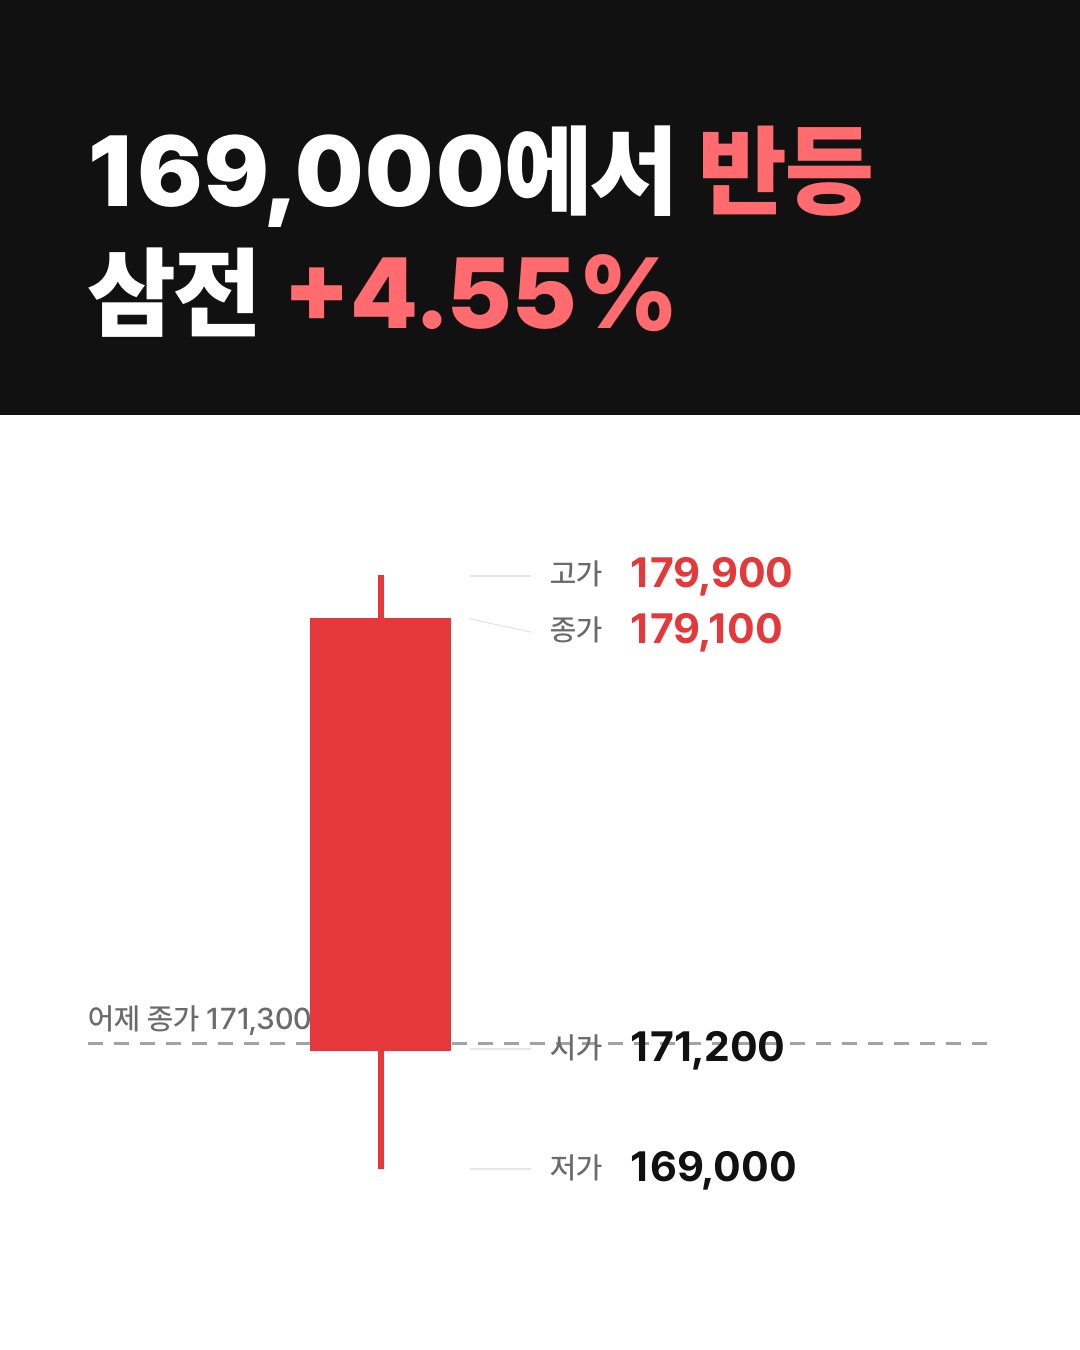 169,000에서 반등
삼전 +4.55%
고가 179,900
종가 179,100
어제 종가 171,300
시가 171,200
저가 169,000